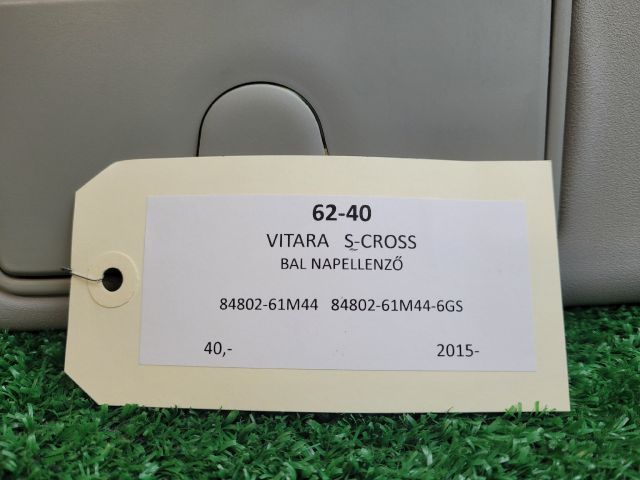 62-40
VITARA S-CROSS
BAL NAPELLENZŐ
84802-61M44 84802-61M44-6GS
40,- 2015-